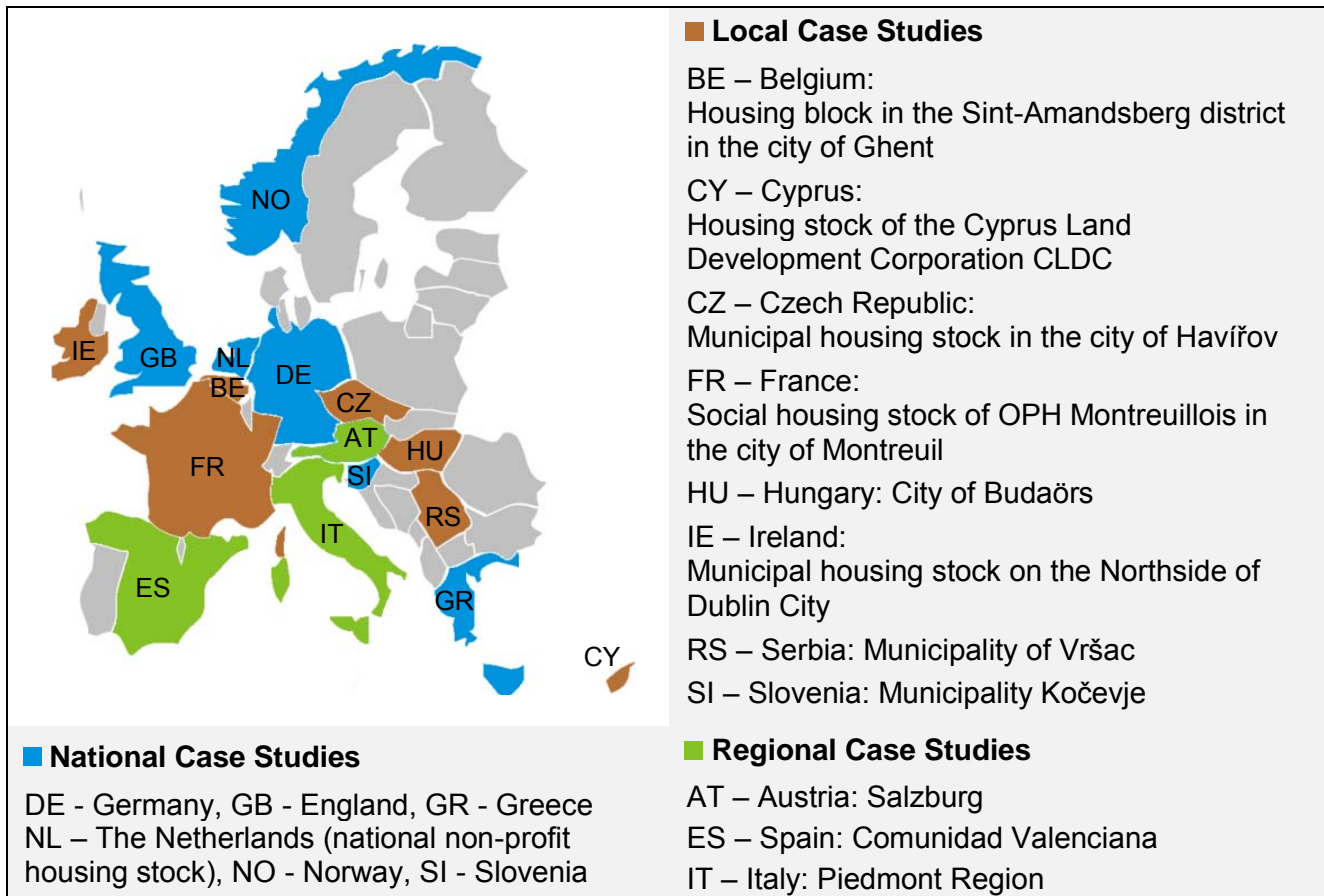 NO
IE
GB
NL
BE
DE
CZ
AT
HU
SI
FR
RS
IT
ES
GR
CY
Local Case Studies
BE – Belgium:
Housing block in the Sint-Amandsberg district
in the city of Ghent
CY – Cyprus:
Housing stock of the Cyprus Land
Development Corporation CLDC
CZ – Czech Republic:
Municipal housing stock in the city of Havířov
FR – France:
Social housing stock of OPH Montreuillois in
the city of Montreuil
HU – Hungary: City of Budaörs
IE – Ireland:
Municipal housing stock on the Northside of
Dublin City
RS – Serbia: Municipality of Vršac
SI – Slovenia: Municipality Kočevje
National Case Studies
DE - Germany, GB - England, GR - Greece
NL – The Netherlands (national non-profit
housing stock), NO - Norway, SI - Slovenia
Regional Case Studies
AT – Austria: Salzburg
ES – Spain: Comunidad Valenciana
IT – Italy: Piedmont Region